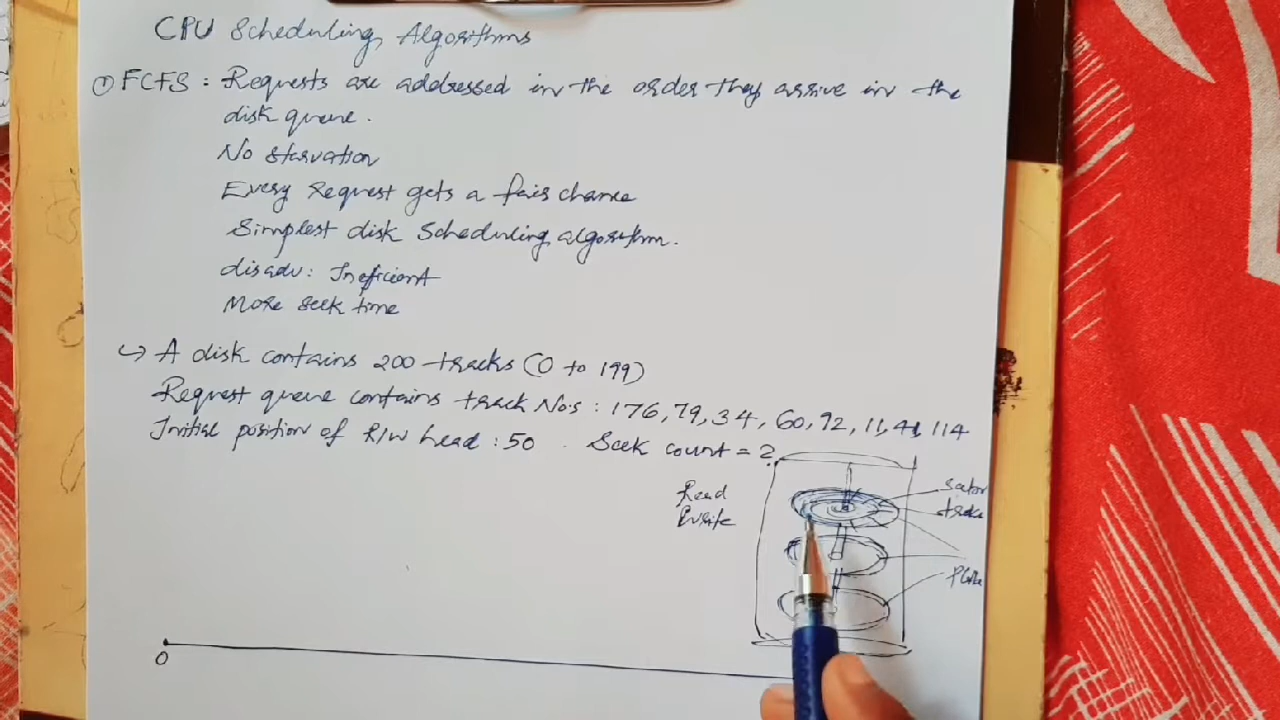 CPU Scheduling Algorithms
① FCFS : Requests are addressed in the order they arrive in the
disk queue.
No starvation
Every Request gets a fair chance
Simplest disk scheduling algorithm.
disadv: Inefficient
More seek time
↳ A disk contains 200 tracks (0 to 199)
Request queue contains track No.s : 176, 79, 34, 60, 92, 11, 41, 114
Initial position of R/W head : 50 . Seek count = ?
Read
Write
Sector
track
0